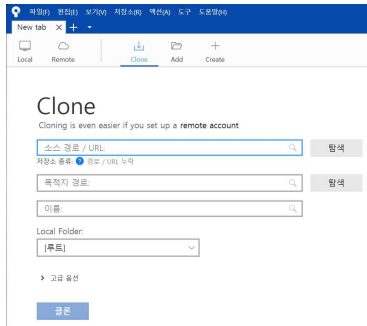 파일(F) 편집(E) 보기(V) 저장소(R) 액션(A) 도구 도움말(H)
New tab
Local Remote Clone Add Create
Clone
Cloning is even easier if you set up a remote account
소스 경로 / URL: 탐색
저장소 종류: ? 경로 / URL 누락
목적지 경로: 탐색
이름:
Local Folder:
[루트]
고급 옵션
클론